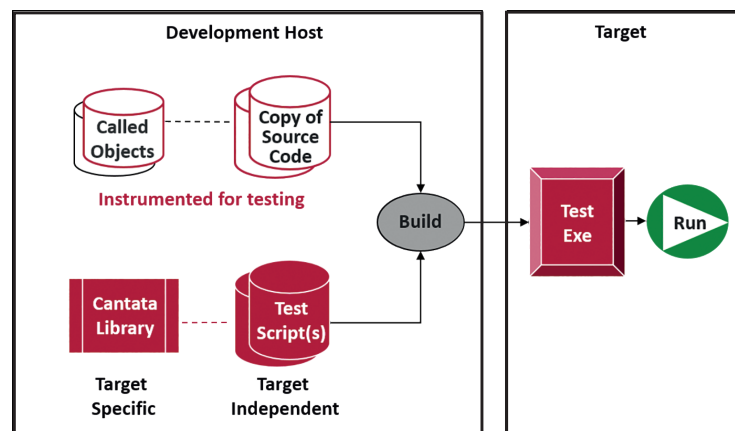 Development Host
Target
Called
Objects
Copy of
Source
Code
Instrumented for testing
Build
Test
Exe
Run
Cantata
Library
Test
Script(s)
Target
Specific
Target
Independent